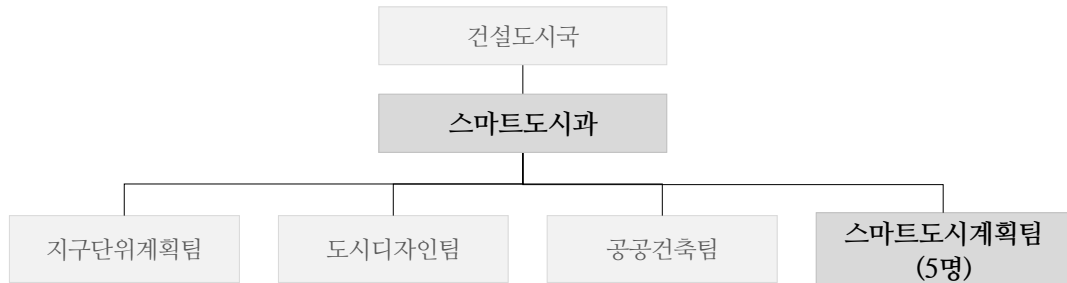 건설도시국
스마트도시과
지구단위계획팀
도시디자인팀
공공건축팀
스마트도시계획팀
(5명)